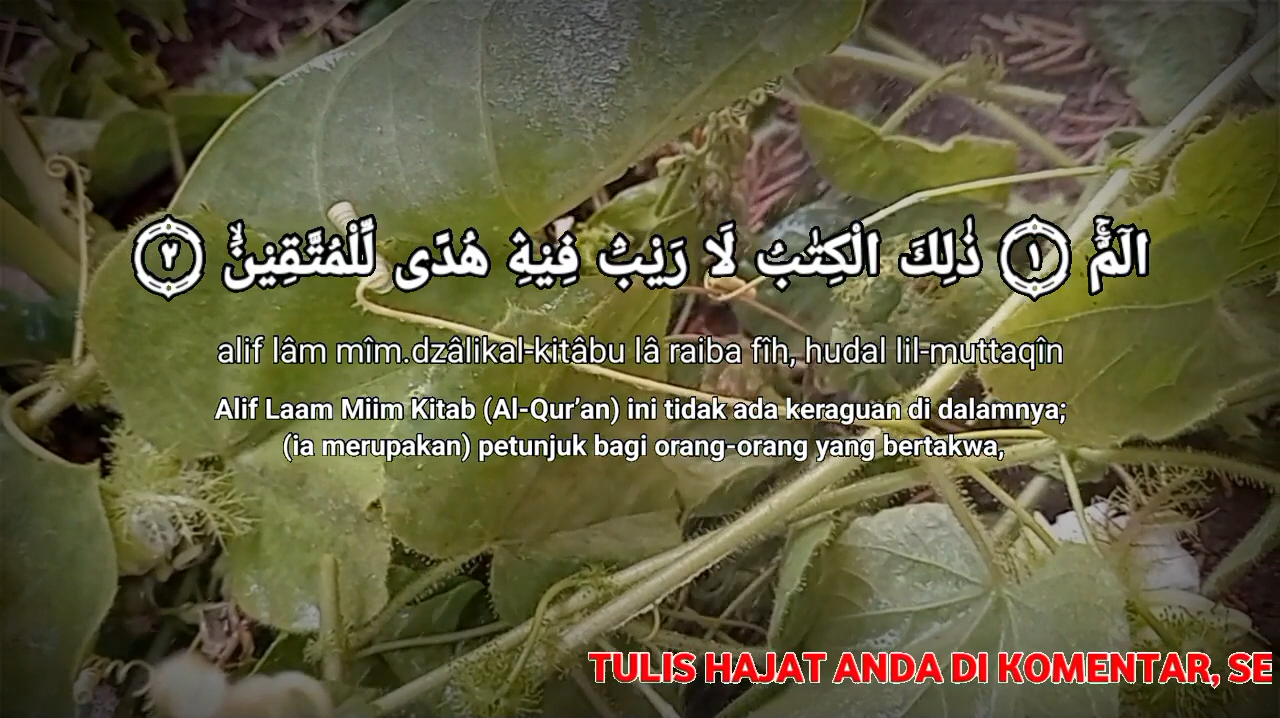 الۤمّۤۚ ۝١ ذٰلِكَ الْكِتٰبُ لَا رَيْبَۛ فِيْهِۛ هُدًى لِّلْمُتَّقِيْنَۙ ۝٢
alif lâm mîm.dzâlikal-kitâbu lâ raiba fîh, hudal lil-muttaqîn
Alif Laam Miim Kitab (Al-Qur’an) ini tidak ada keraguan di dalamnya;
(ia merupakan) petunjuk bagi orang-orang yang bertakwa,
TULIS HAJAT ANDA DI KOMENTAR, SE